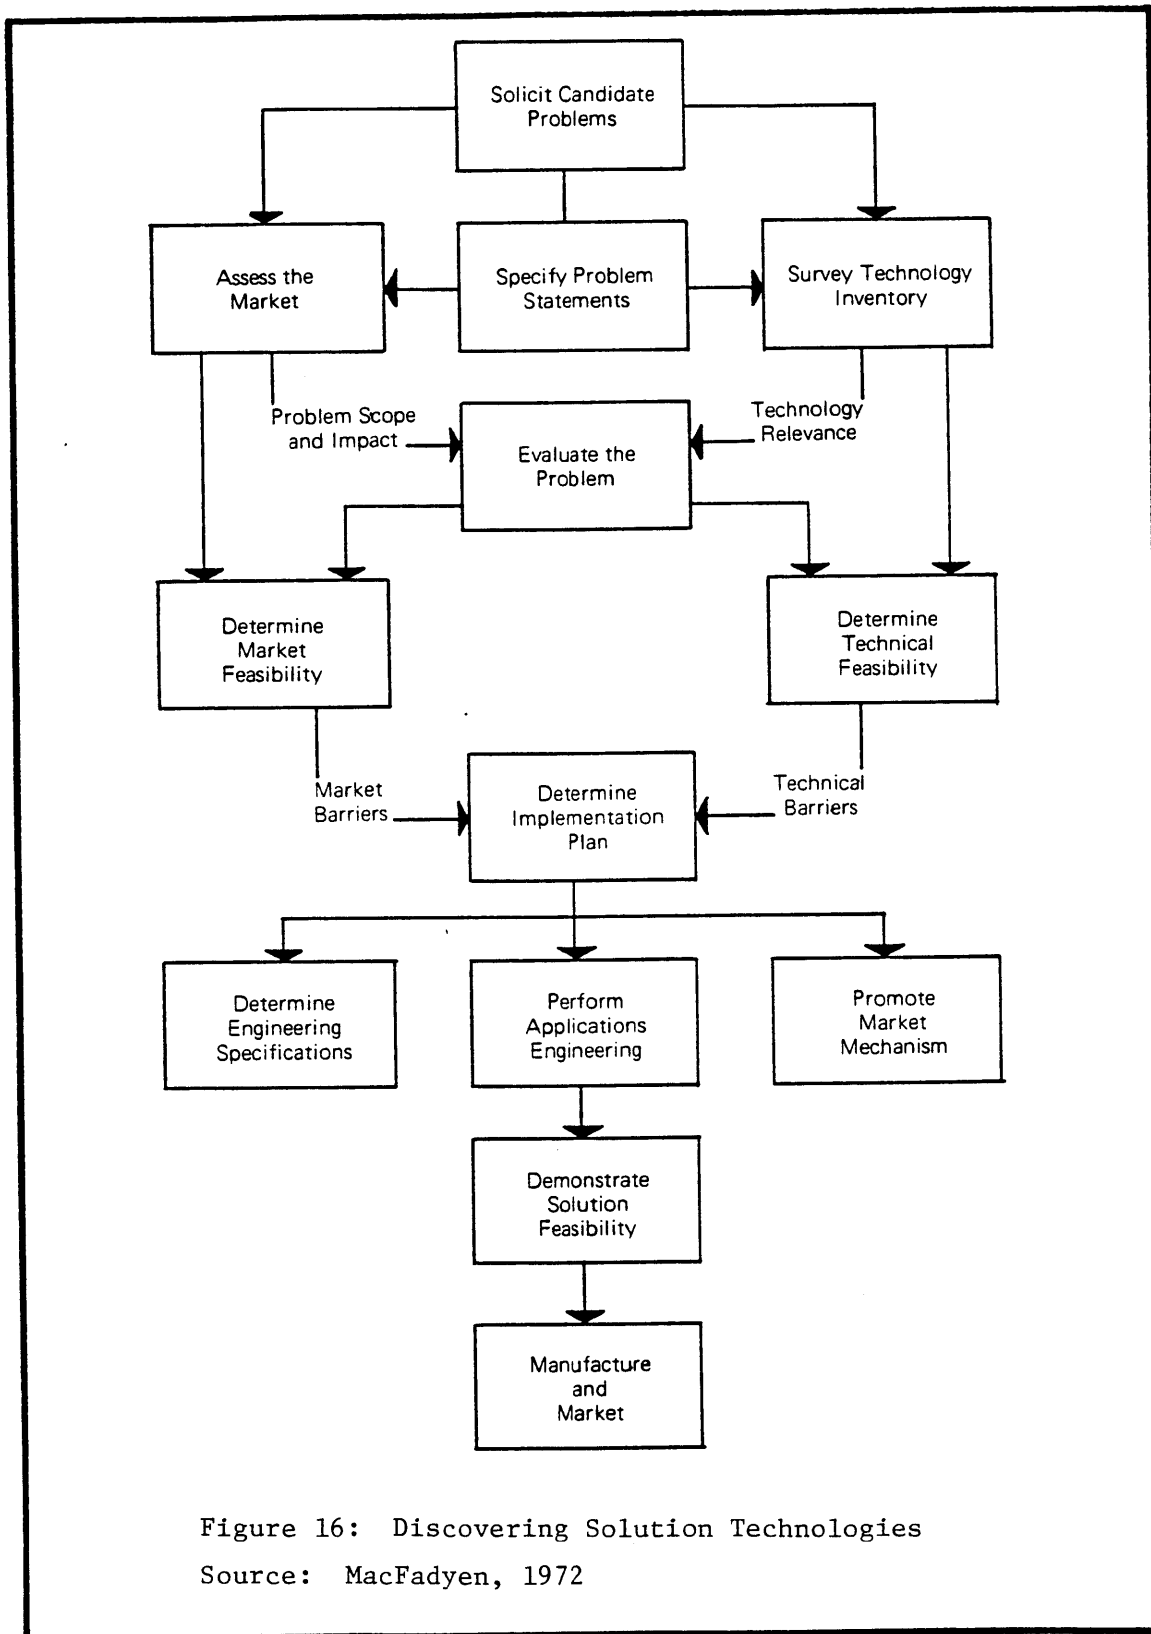 Solicit Candidate
Problems
Assess the
Market
Specify Problem
Statements
Survey Technology
Inventory
Problem Scope
and Impact
Technology
Relevance
Evaluate the
Problem
Determine
Market
Feasibility
Determine
Technical
Feasibility
Market
Barriers
Determine
Implementation
Plan
Technical
Barriers
Determine
Engineering
Specifications
Perform
Applications
Engineering
Promote
Market
Mechanism
Demonstrate
Solution
Feasibility
Manufacture
and
Market
Figure 16: Discovering Solution Technologies
Source: MacFadyen, 1972